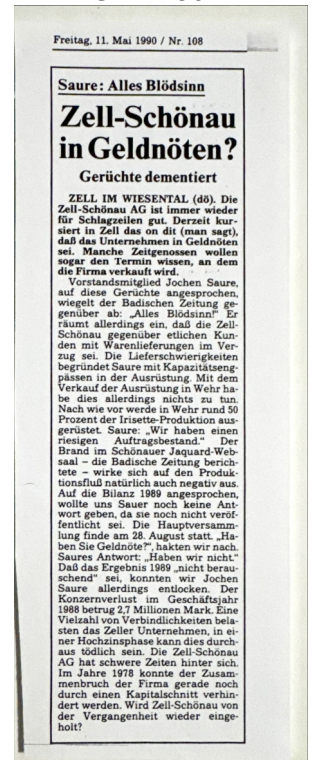 Freitag, 11. Mai 1990 / Nr. 108
Saure: Alles Blödsinn
Zell-Schönau
in Geldnöten?
Gerüchte dementiert
ZELL IM WIESENTAL (dö). Die
Zell-Schönau AG ist immer wieder
für Schlagzeilen gut. Derzeit kur-
siert in Zell das on dit (man sagt),
daß das Unternehmen in Geldnöten
sei. Manche Zeitgenossen wollen
sogar den Termin wissen, an dem
die Firma verkauft wird.
Vorstandsmitglied Jochen Saure,
auf diese Gerüchte angesprochen,
wiegelt der Badischen Zeitung ge-
genüber ab: „Alles Blödsinn!" Er
räumt allerdings ein, daß die Zell-
Schönau gegenüber etlichen Kun-
den mit Warenlieferungen im Ver-
zug sei. Die Lieferschwierigkeiten
begründet Saure mit Kapazitätseng-
pässen in der Ausrüstung. Mit dem
Verkauf der Ausrüstung in Wehr ha-
be dies allerdings nichts zu tun.
Nach wie vor werde in Wehr rund 50
Prozent der Irisette-Produktion aus-
gerüstet. Saure: „Wir haben einen
riesigen Auftragsbestand." Der
Brand im Schönauer Jaquard-Web-
saal – die Badische Zeitung berich-
tete – wirke sich auf den Produk-
tionsfluß natürlich auch negativ aus.
Auf die Bilanz 1989 angesprochen,
wollte uns Sauer noch keine Ant-
wort geben, da sie noch nicht veröf-
fentlicht sei. Die Hauptversamm-
lung finde am 28. August statt. „Ha-
ben Sie Geldnöte?", hakten wir nach.
Saures Antwort: „Haben wir nicht."
Daß das Ergebnis 1989 „nicht berau-
schend" sei, konnten wir Jochen
Saure allerdings entlocken. Der
Konzernverlust im Geschäftsjahr
1988 betrug 2,7 Millionen Mark. Eine
Vielzahl von Verbindlichkeiten bela-
sten das Zeller Unternehmen, in ei-
ner Hochzinsphase kann dies durch-
aus tödlich sein. Die Zell-Schönau
AG hat schwere Zeiten hinter sich.
Im Jahre 1978 konnte der Zusam-
menbruch der Firma gerade noch
durch einen Kapitalschnitt verhin-
dert werden. Wird Zell-Schönau von
der Vergangenheit wieder einge-
holt?